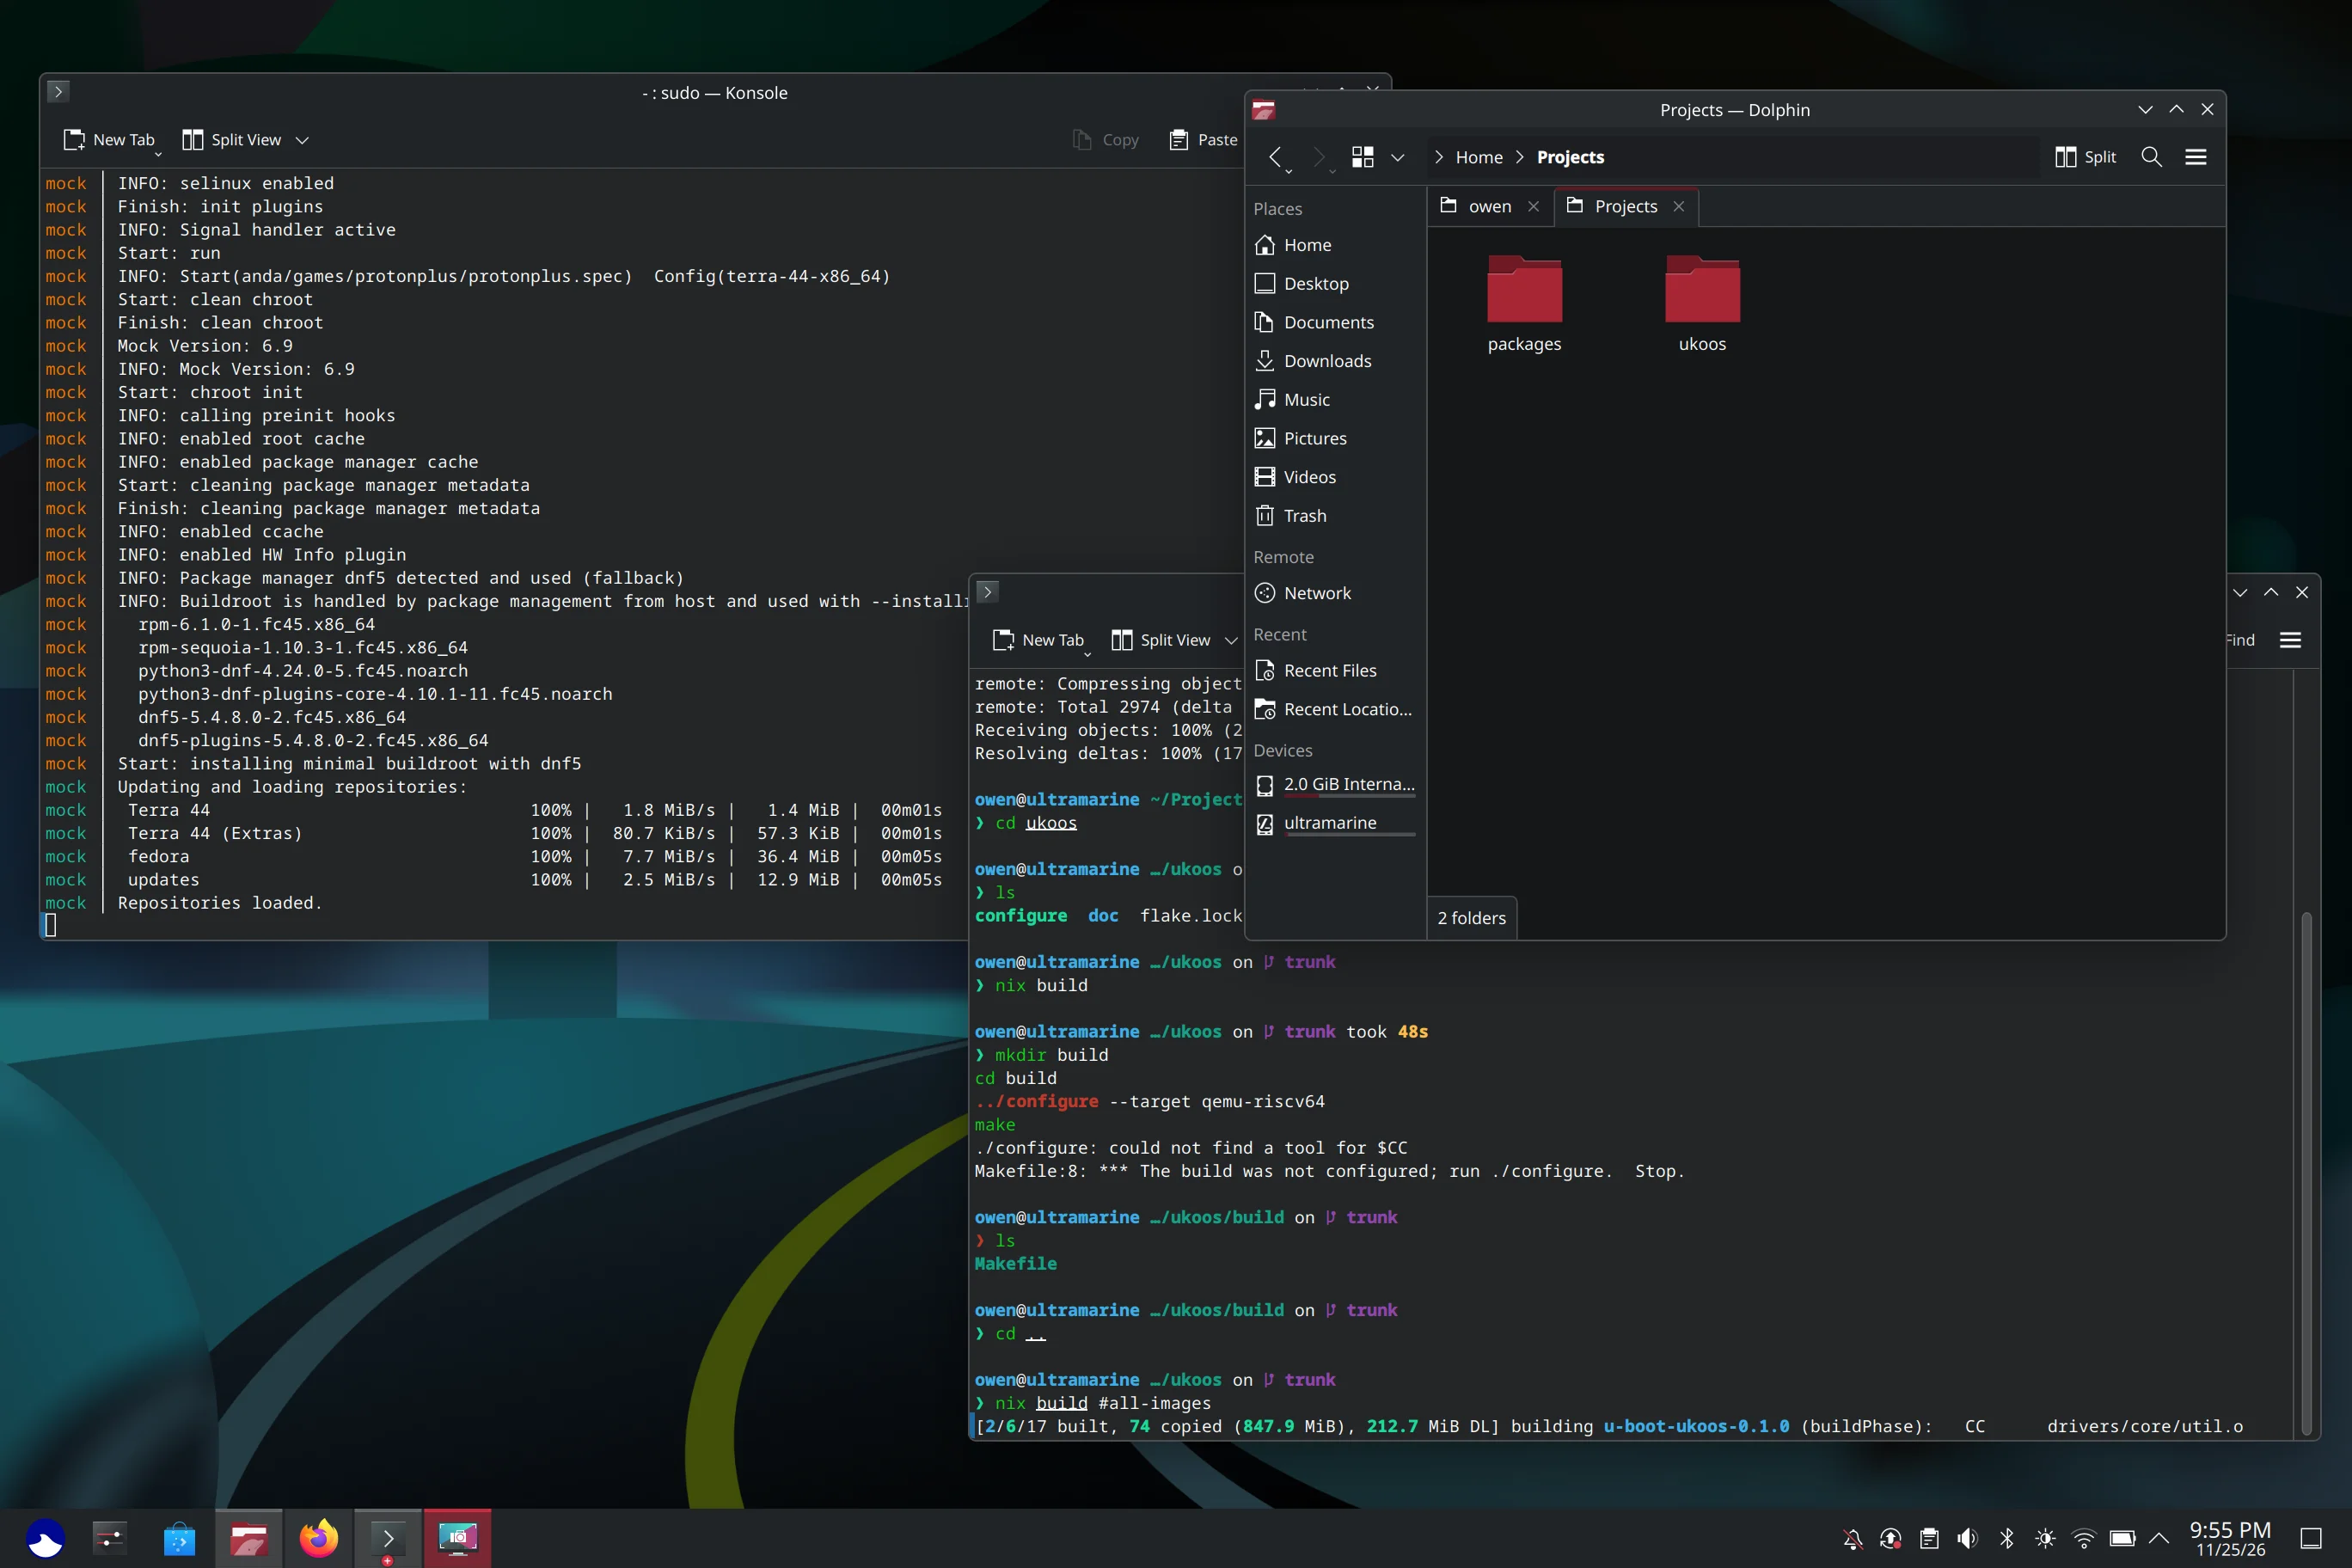 - : sudo — Konsole
New Tab
Split View
Copy
Paste
mock | INFO: selinux enabled
mock | Finish: init plugins
mock | INFO: Signal handler active
mock | Start: run
mock | INFO: Start(anda/games/protonplus/protonplus.spec)  Config(terra-44-x86_64)
mock | Start: clean chroot
mock | Finish: clean chroot
mock | Mock Version: 6.9
mock | INFO: Mock Version: 6.9
mock | Start: chroot init
mock | INFO: calling preinit hooks
mock | INFO: enabled root cache
mock | INFO: enabled package manager cache
mock | Start: cleaning package manager metadata
mock | Finish: cleaning package manager metadata
mock | INFO: enabled ccache
mock | INFO: enabled HW Info plugin
mock | INFO: Package manager dnf5 detected and used (fallback)
mock | INFO: Buildroot is handled by package management from host and used with --install
mock |   rpm-6.1.0-1.fc45.x86_64
mock |   rpm-sequoia-1.10.3-1.fc45.x86_64
mock |   python3-dnf-4.24.0-5.fc45.noarch
mock |   python3-dnf-plugins-core-4.10.1-11.fc45.noarch
mock |   dnf5-5.4.8.0-2.fc45.x86_64
mock |   dnf5-plugins-5.4.8.0-2.fc45.x86_64
mock | Start: installing minimal buildroot with dnf5
mock | Updating and loading repositories:
mock |  Terra 44 100% | 1.8 MiB/s | 1.4 MiB | 00m01s
mock |  Terra 44 (Extras) 100% | 80.7 KiB/s | 57.3 KiB | 00m01s
mock |  fedora 100% | 7.7 MiB/s | 36.4 MiB | 00m05s
mock |  updates 100% | 2.5 MiB/s | 12.9 MiB | 00m05s
mock | Repositories loaded.
Projects — Dolphin
Home > Projects
Split
owen
Projects
Places
Home
Desktop
Documents
Downloads
Music
Pictures
Videos
Trash
Remote
Network
Recent
Recent Files
Recent Locatio...
Devices
2.0 GiB Interna...
ultramarine
packages
ukoos
2 folders
New Tab
Split View
Find
remote: Compressing object
remote: Total 2974 (delta
Receiving objects: 100% (2
Resolving deltas: 100% (17
owen@ultramarine ~/Project
❯ cd ukoos
owen@ultramarine …/ukoos o
❯ ls
configure  doc  flake.lock
owen@ultramarine …/ukoos on trunk
❯ nix build
owen@ultramarine …/ukoos on trunk took 48s
❯ mkdir build
cd build
../configure --target qemu-riscv64
make
./configure: could not find a tool for $CC
Makefile:8: *** The build was not configured; run ./configure.  Stop.
owen@ultramarine …/ukoos/build on trunk
❯ ls
Makefile
owen@ultramarine …/ukoos/build on trunk
❯ cd ..
owen@ultramarine …/ukoos on trunk
❯ nix build #all-images
[2/6/17 built, 74 copied (847.9 MiB), 212.7 MiB DL] building u-boot-ukoos-0.1.0 (buildPhase):   CC      drivers/core/util.o
9:55 PM
11/25/26